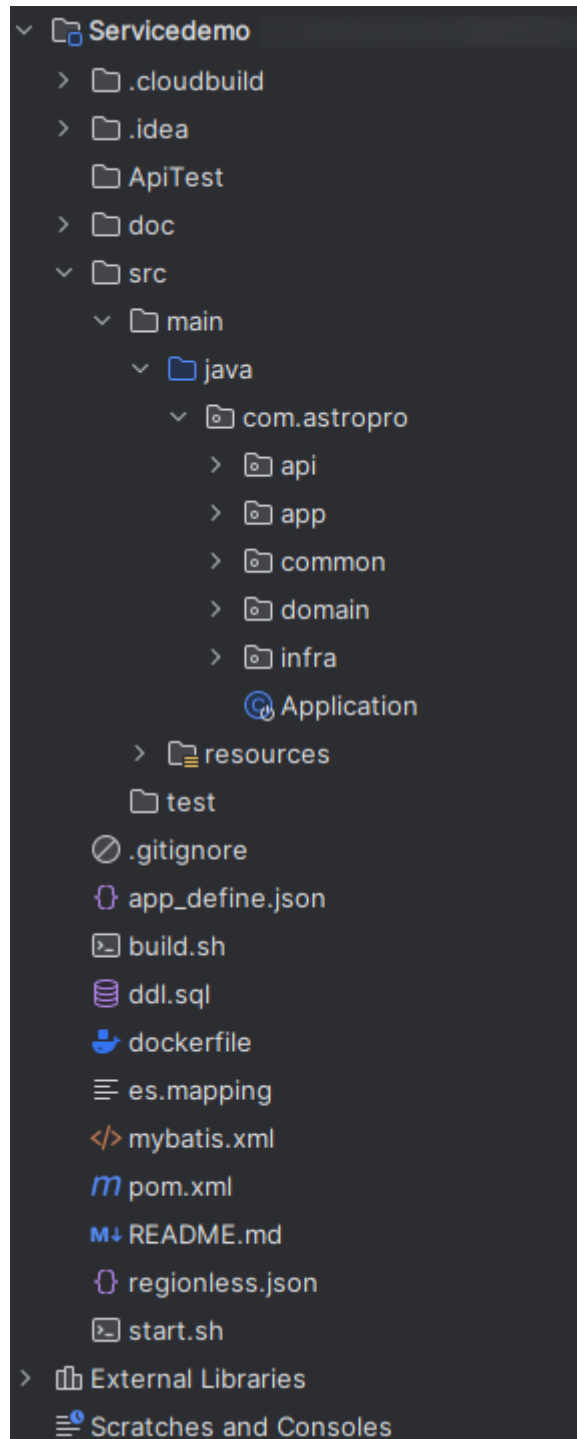 Servicedemo
.cloudbuild
.idea
ApiTest
doc
src
main
java
com.astropro
api
app
common
domain
infra
Application
resources
test
.gitignore
app_define.json
build.sh
ddl.sql
dockerfile
es.mapping
mybatis.xml
pom.xml
README.md
regionless.json
start.sh
External Libraries
Scratches and Consoles